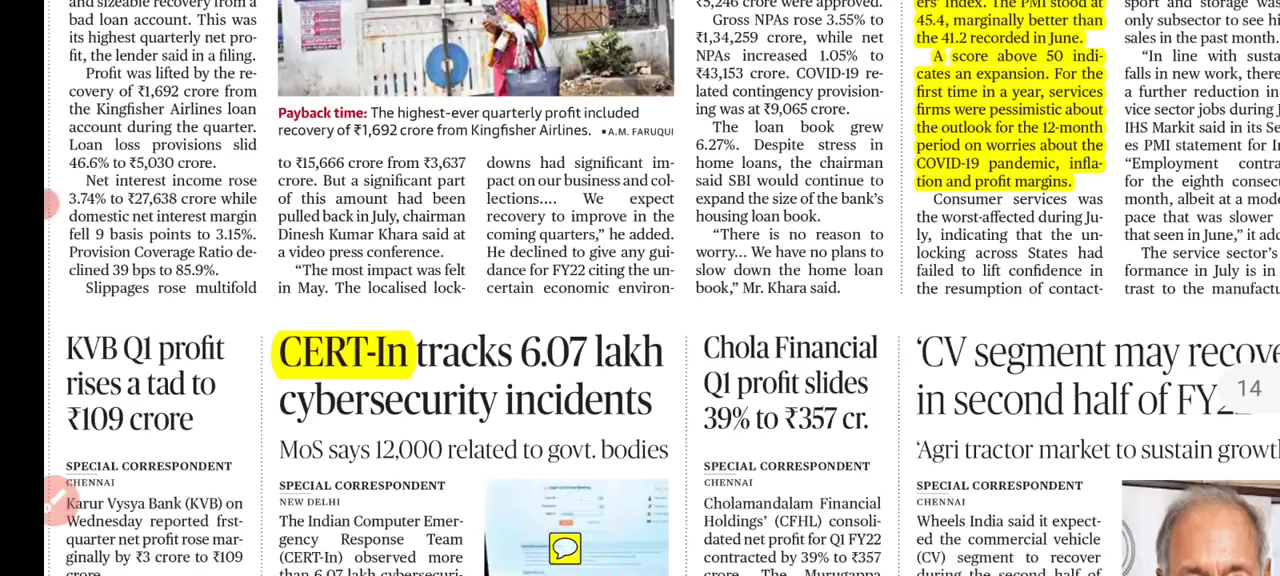 and sizeable recovery from a
bad loan account. This was
its highest quarterly net pro-
fit, the lender said in a filing.
Profit was lifted by the re-
covery of ₹1,692 crore from
the Kingfisher Airlines loan
account during the quarter.
Loan loss provisions slid
46.6% to ₹5,030 crore.
Net interest income rose
3.74% to ₹27,638 crore while
domestic net interest margin
fell 9 basis points to 3.15%.
Provision Coverage Ratio de-
clined 39 bps to 85.9%.
Slippages rose multifold
Payback time: The highest-ever quarterly profit included
recovery of ₹1,692 crore from Kingfisher Airlines. ▪A.M. FARUQUI
to ₹15,666 crore from ₹3,637
crore. But a significant part
of this amount had been
pulled back in July, chairman
Dinesh Kumar Khara said at
a video press conference.
“The most impact was felt
in May. The localised lock-
downs had significant im-
pact on our business and col-
lections.... We expect
recovery to improve in the
coming quarters,” he added.
He declined to give any gui-
dance for FY22 citing the un-
certain economic environ-
₹5,246 crore were approved.
Gross NPAs rose 3.55% to
₹1,34,259 crore, while net
NPAs increased 1.05% to
₹43,153 crore. COVID-19 re-
lated contingency provision-
ing was at ₹9,065 crore.
The loan book grew
6.27%. Despite stress in
home loans, the chairman
said SBI would continue to
expand the size of the bank’s
housing loan book.
“There is no reason to
worry... We have no plans to
slow down the home loan
book,” Mr. Khara said.
ers’ Index. The PMI stood at
45.4, marginally better than
the 41.2 recorded in June.
A score above 50 indi-
cates an expansion. For the
first time in a year, services
firms were pessimistic about
the outlook for the 12-month
period on worries about the
COVID-19 pandemic, infla-
tion and profit margins.
Consumer services was
the worst-affected during Ju-
ly, indicating that the un-
locking across States had
failed to lift confidence in
the resumption of contact-
sport and storage was
only subsector to see hi
sales in the past month.
“In line with susta
falls in new work, there
a further reduction in
vice sector jobs during J
IHS Markit said in its Se
es PMI statement for In
“Employment contra
for the eighth consec
month, albeit at a mode
pace that was slower
that seen in June,” it add
The service sector’s
formance in July is in
trast to the manufactu
KVB Q1 profit
rises a tad to
₹109 crore
SPECIAL CORRESPONDENT
CHENNAI
Karur Vysya Bank (KVB) on
Wednesday reported frst-
quarter net profit rose mar-
ginally by ₹3 crore to ₹109
crore.
CERT-In tracks 6.07 lakh
cybersecurity incidents
MoS says 12,000 related to govt. bodies
SPECIAL CORRESPONDENT
NEW DELHI
The Indian Computer Emer-
gency Response Team
(CERT-In) observed more
than 6.07 lakh cybersecuri-
Chola Financial
Q1 profit slides
39% to ₹357 cr.
SPECIAL CORRESPONDENT
CHENNAI
Cholamandalam Financial
Holdings’ (CFHL) consoli-
dated net profit for Q1 FY22
contracted by 39% to ₹357
crore. The Murugappa
‘CV segment may recove
in second half of FY2
‘Agri tractor market to sustain growth
SPECIAL CORRESPONDENT
CHENNAI
Wheels India said it expect-
ed the commercial vehicle
(CV) segment to recover
during the second half of
14